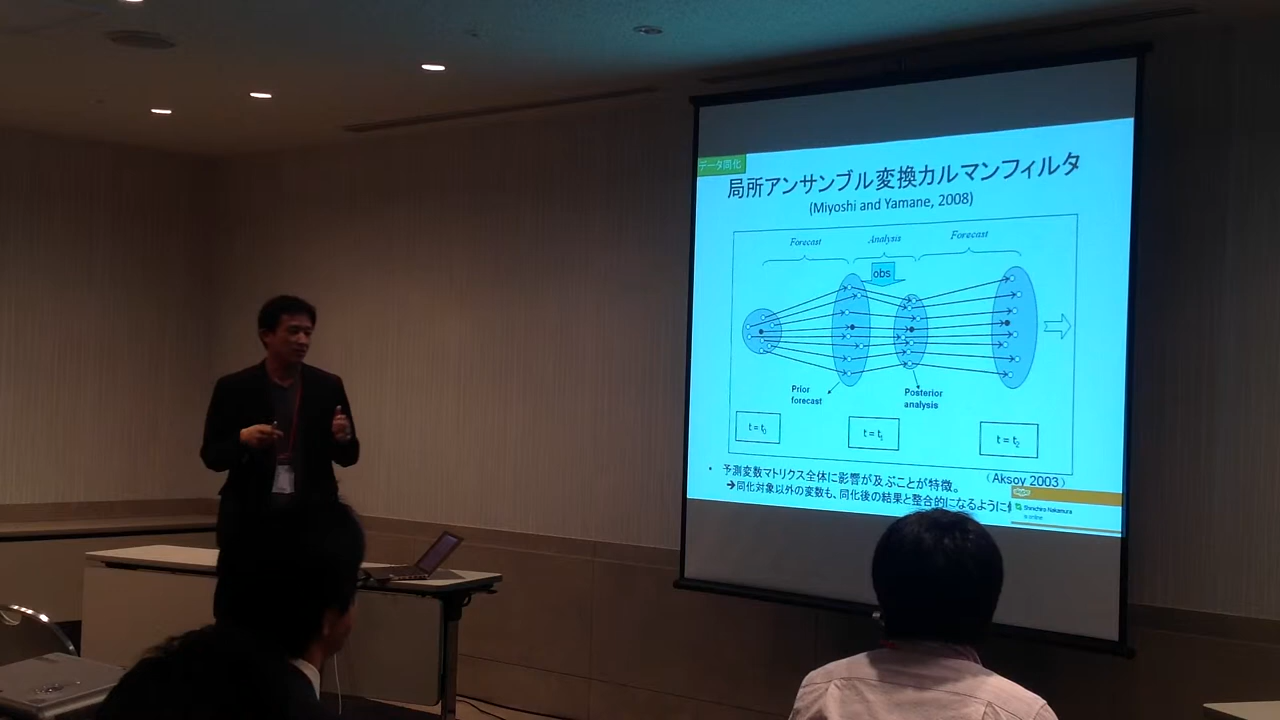 データ同化
局所アンサンブル変換カルマンフィルタ
(Miyoshi and Yamane, 2008)
Forecast
Analysis
Forecast
obs
Prior
forecast
Posterior
analysis
t = t0
t = t1
t = t2
(Aksoy 2003)
• 予測変数マトリクス全体に影響が及ぶことが特徴。
➔同化対象以外の変数も、同化後の結果と整合的になるように
skype
Shinichiro Nakamura
is online